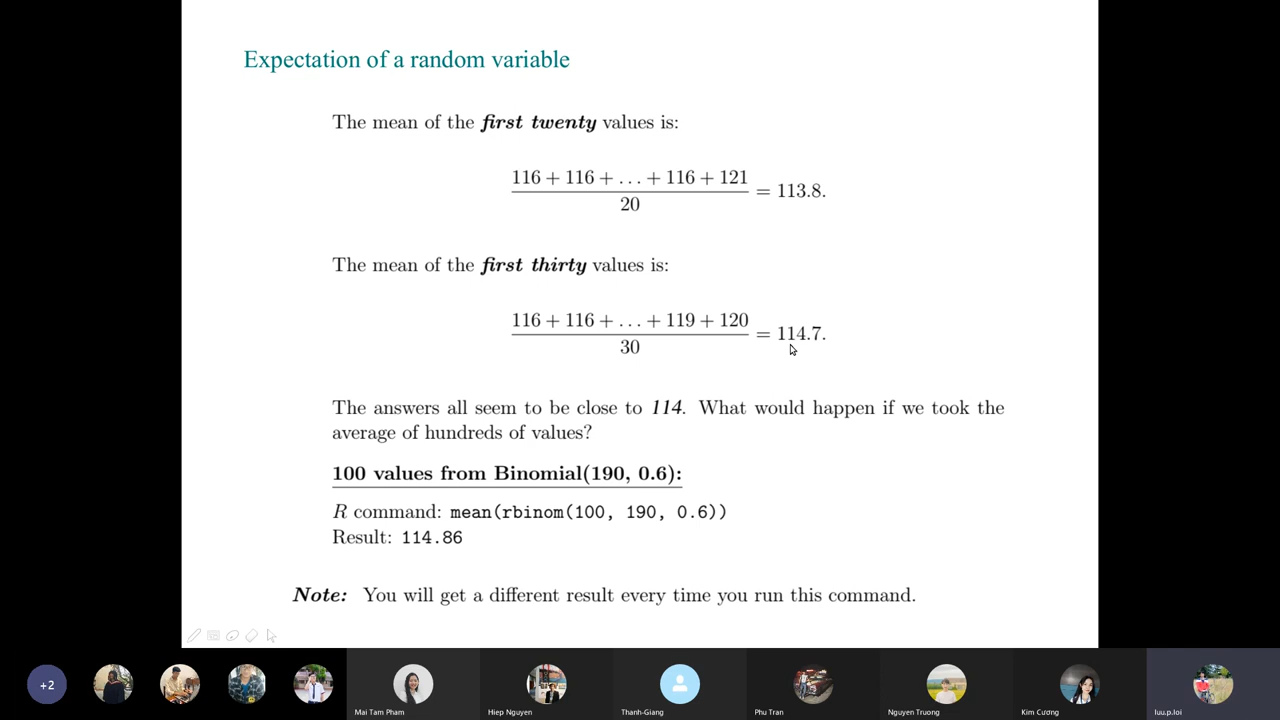 Expectation of a random variable
The mean of the first twenty values is:
116 + 116 + . . . + 116 + 121
20
= 113.8.
The mean of the first thirty values is:
116 + 116 + . . . + 119 + 120
30
= 114.7.
The answers all seem to be close to 114. What would happen if we took the
average of hundreds of values?
100 values from Binomial(190, 0.6):
R command: mean(rbinom(100, 190, 0.6))
Result: 114.86
Note: You will get a different result every time you run this command.
+2
Mai Tam Pham
Hiep Nguyen
Thanh-Giang
Phu Tran
Nguyen Truong
Kim Cương
luu.p.loi